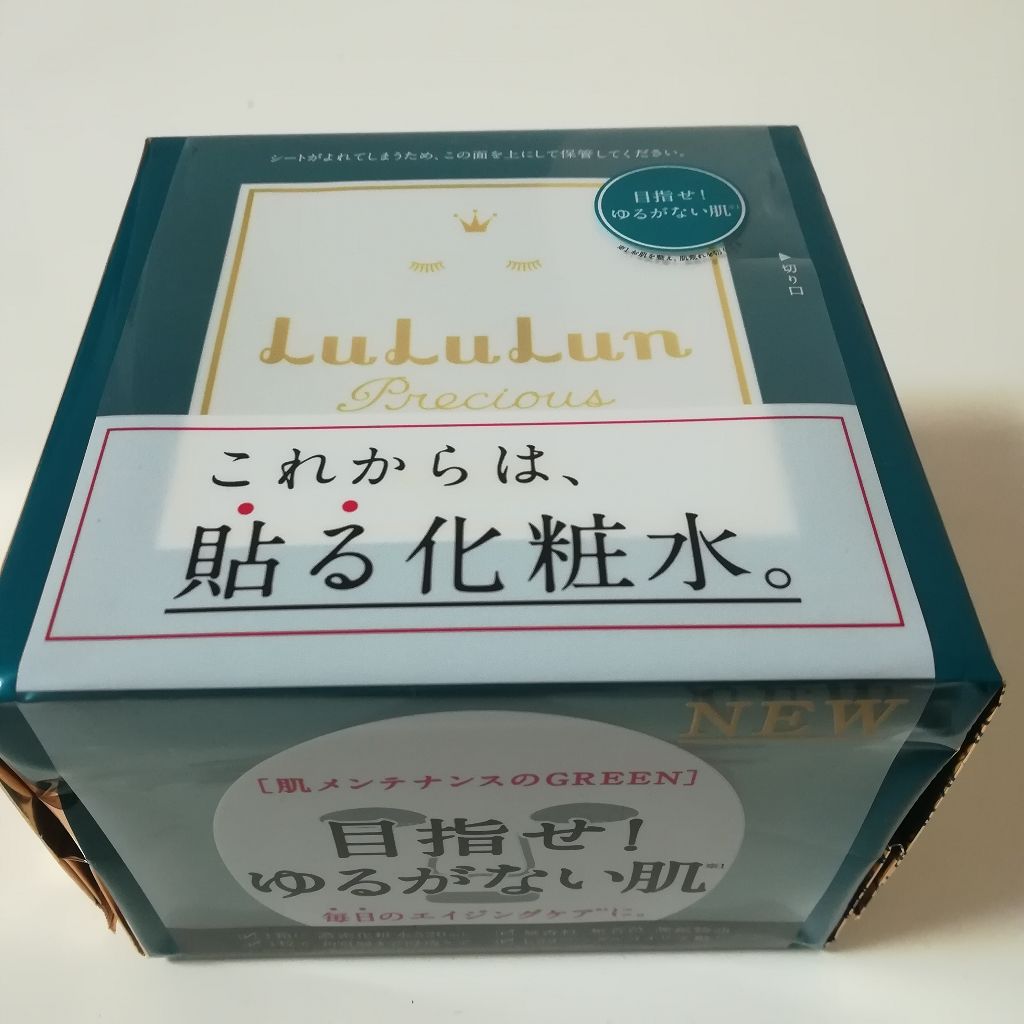 シートがよれてしまうため、この面を上にして保管してください。
目指せ!
ゆるがない肌※1
◀切り口
LuLuLun
Precious
これからは、
貼る化粧水。
NEW
[肌メンテナンスのGREEN]
目指せ!
ゆるがない肌※1
毎日のエイジングケア
に。